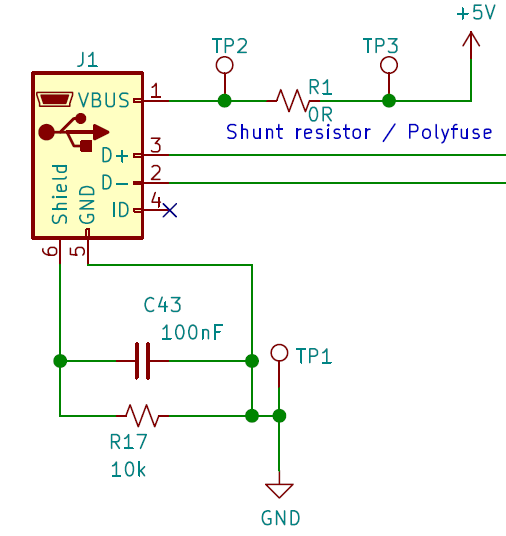 +5V
TP2
TP3
J1
1
R1
VBUS
0R
Shunt resistor / Polyfuse
3
D+
2
D-
4
ID
Shield
GND
6
5
C43
100nF
TP1
R17
10k
GND